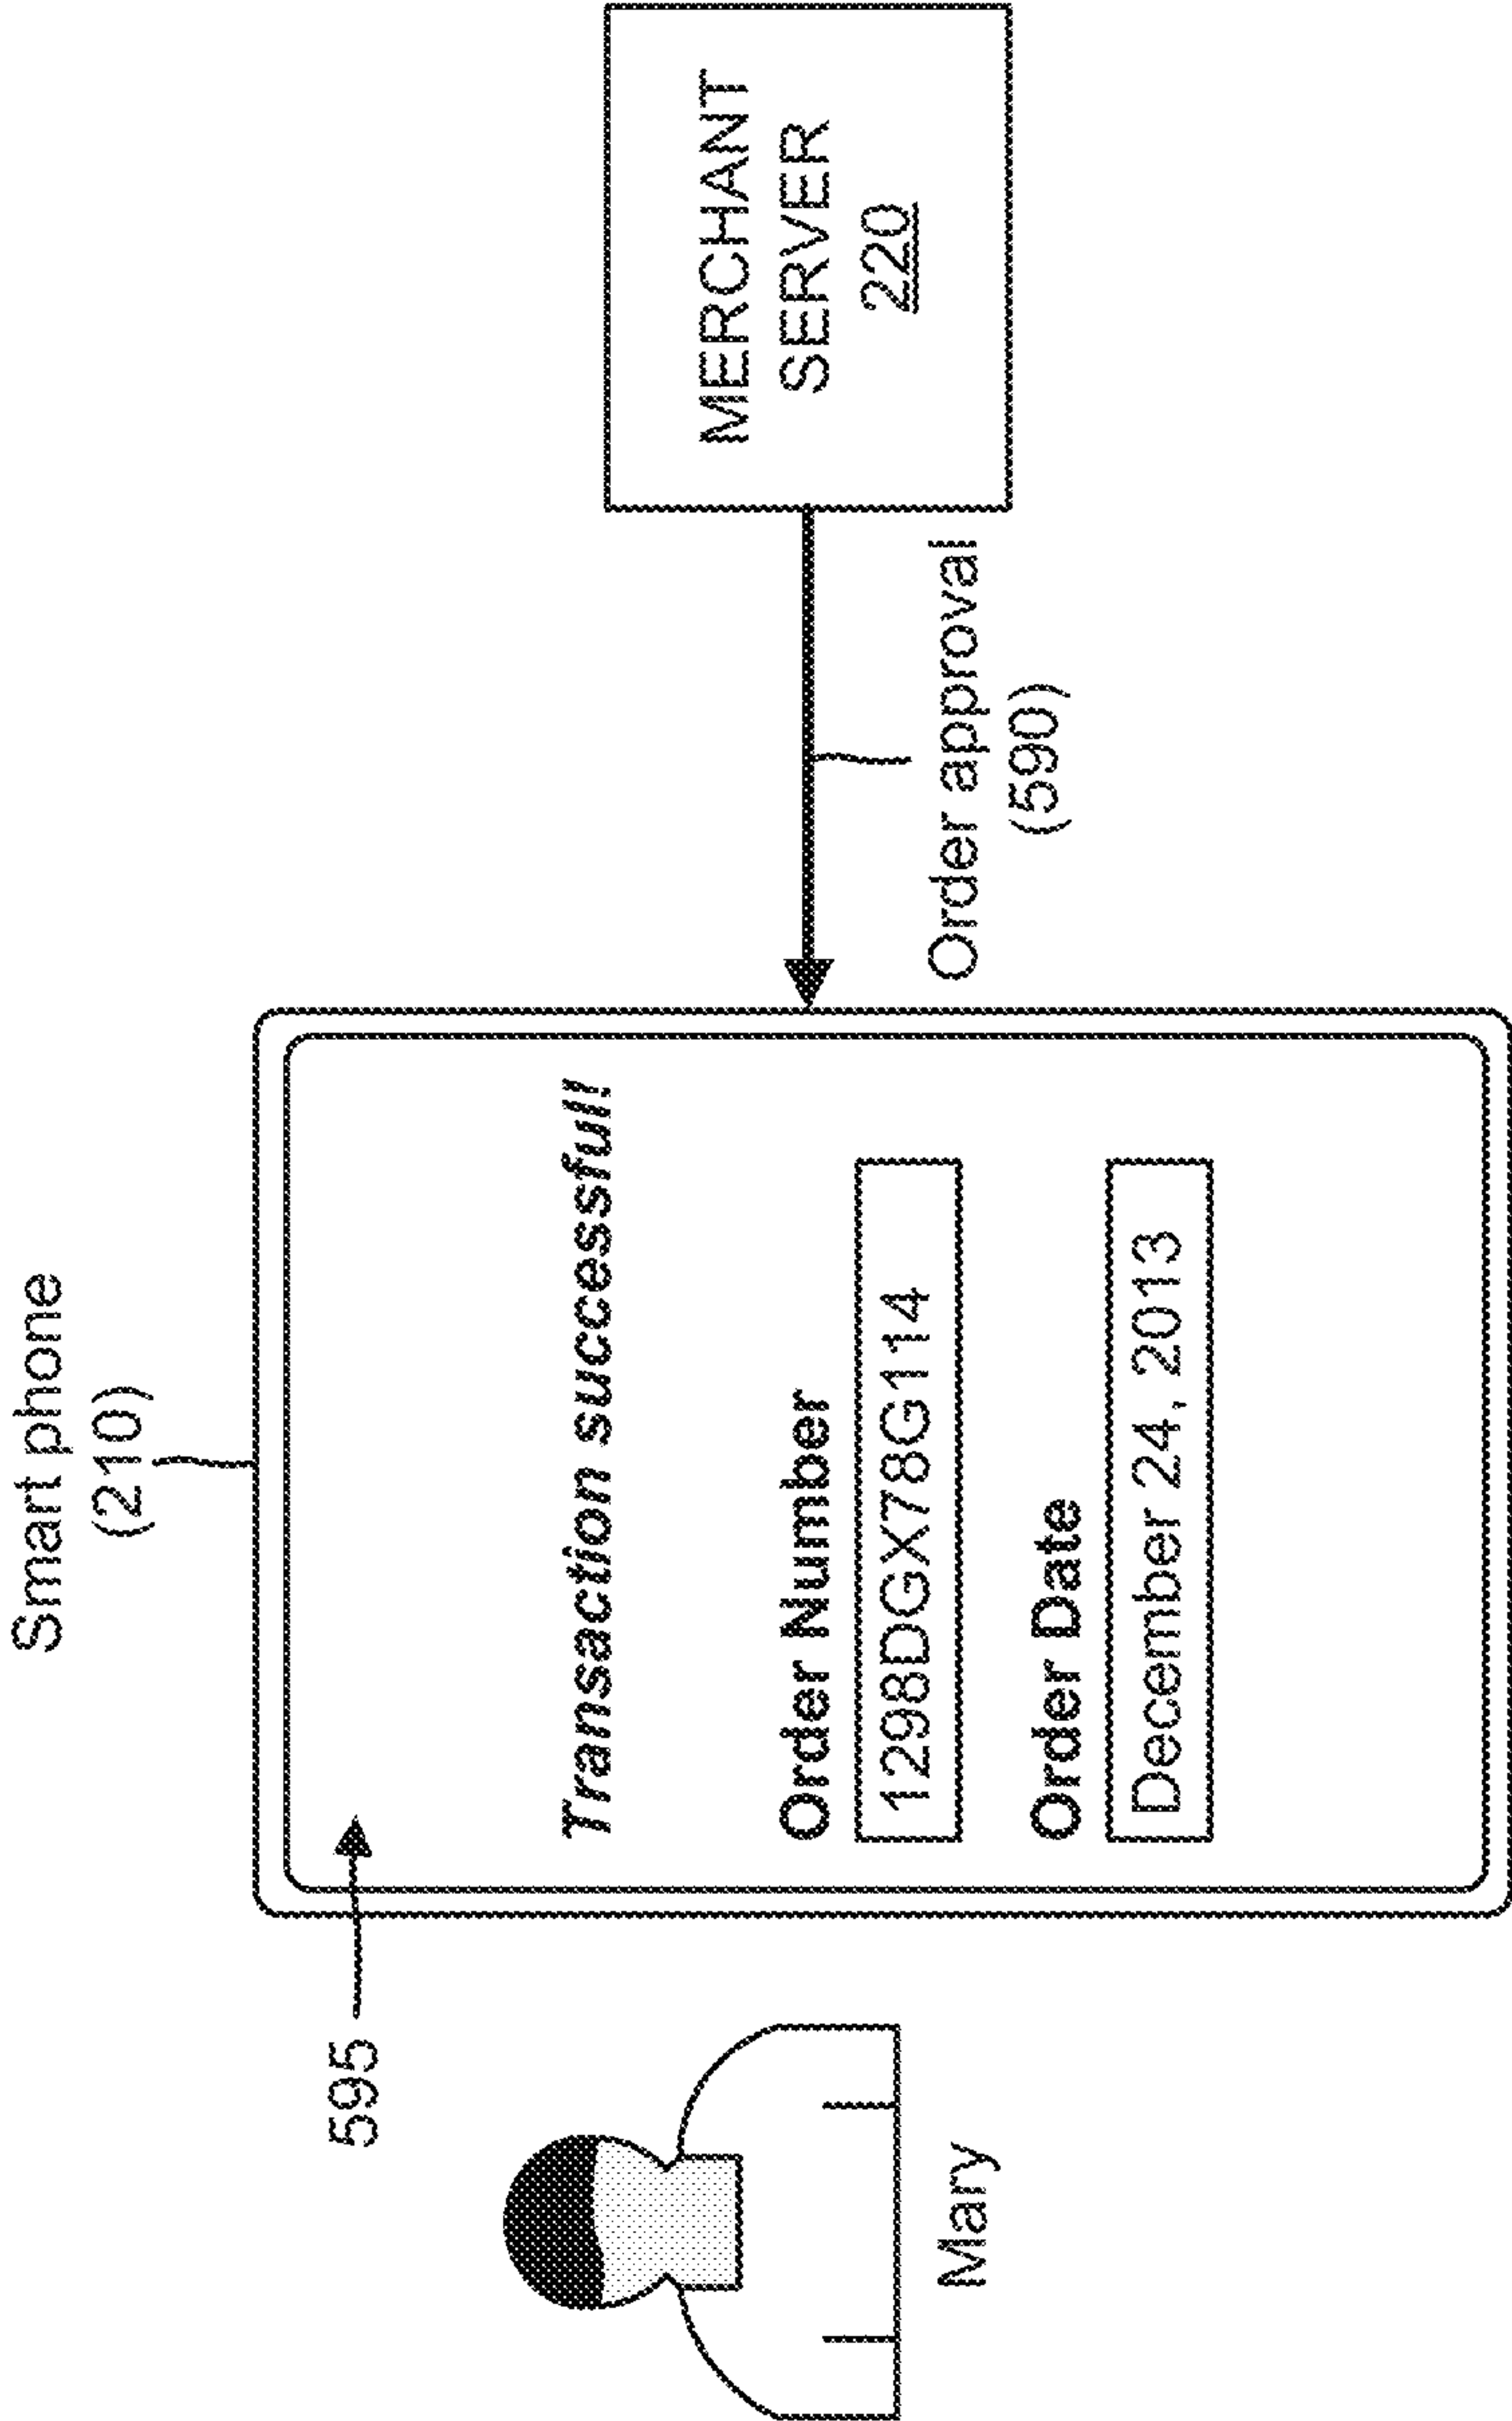 Smart phone
(210)
595
Transaction successful!
Order Number
1298DGX78G114
Order Date
December 24, 2013
Mary
Order approval
(590)
MERCHANT
SERVER
220